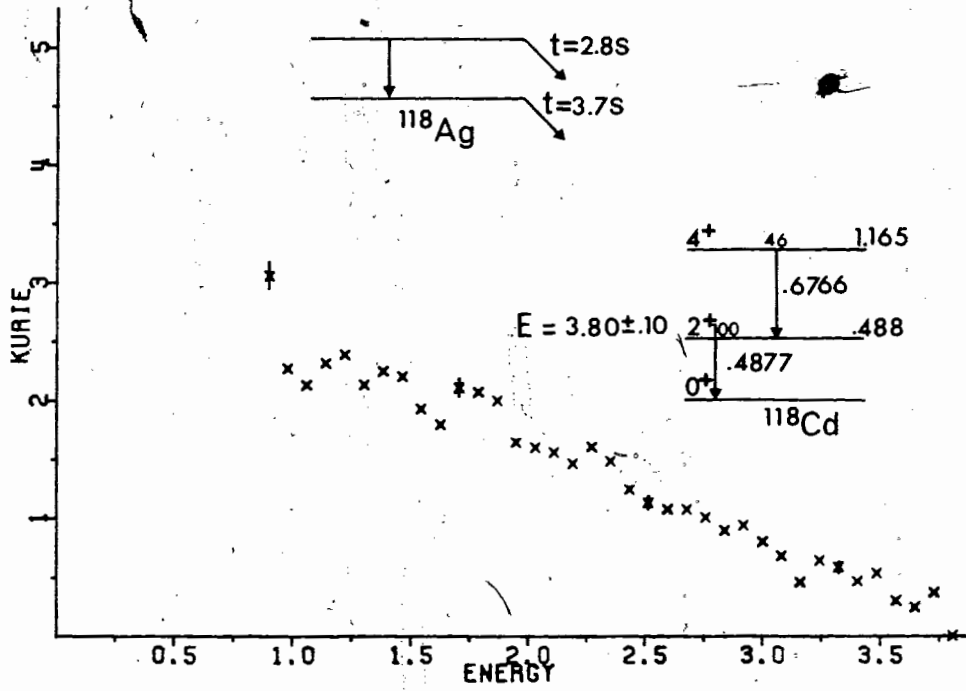 5
t=2.8S
t=3.7S
118Ag
4
4+ 46 1.165
.6766
3
KURIE
E = 3.80±.10 2+ 100 .488
.4877
2
0+
118Cd
1
0.5 1.0 1.5 2.0 2.5 3.0 3.5
ENERGY